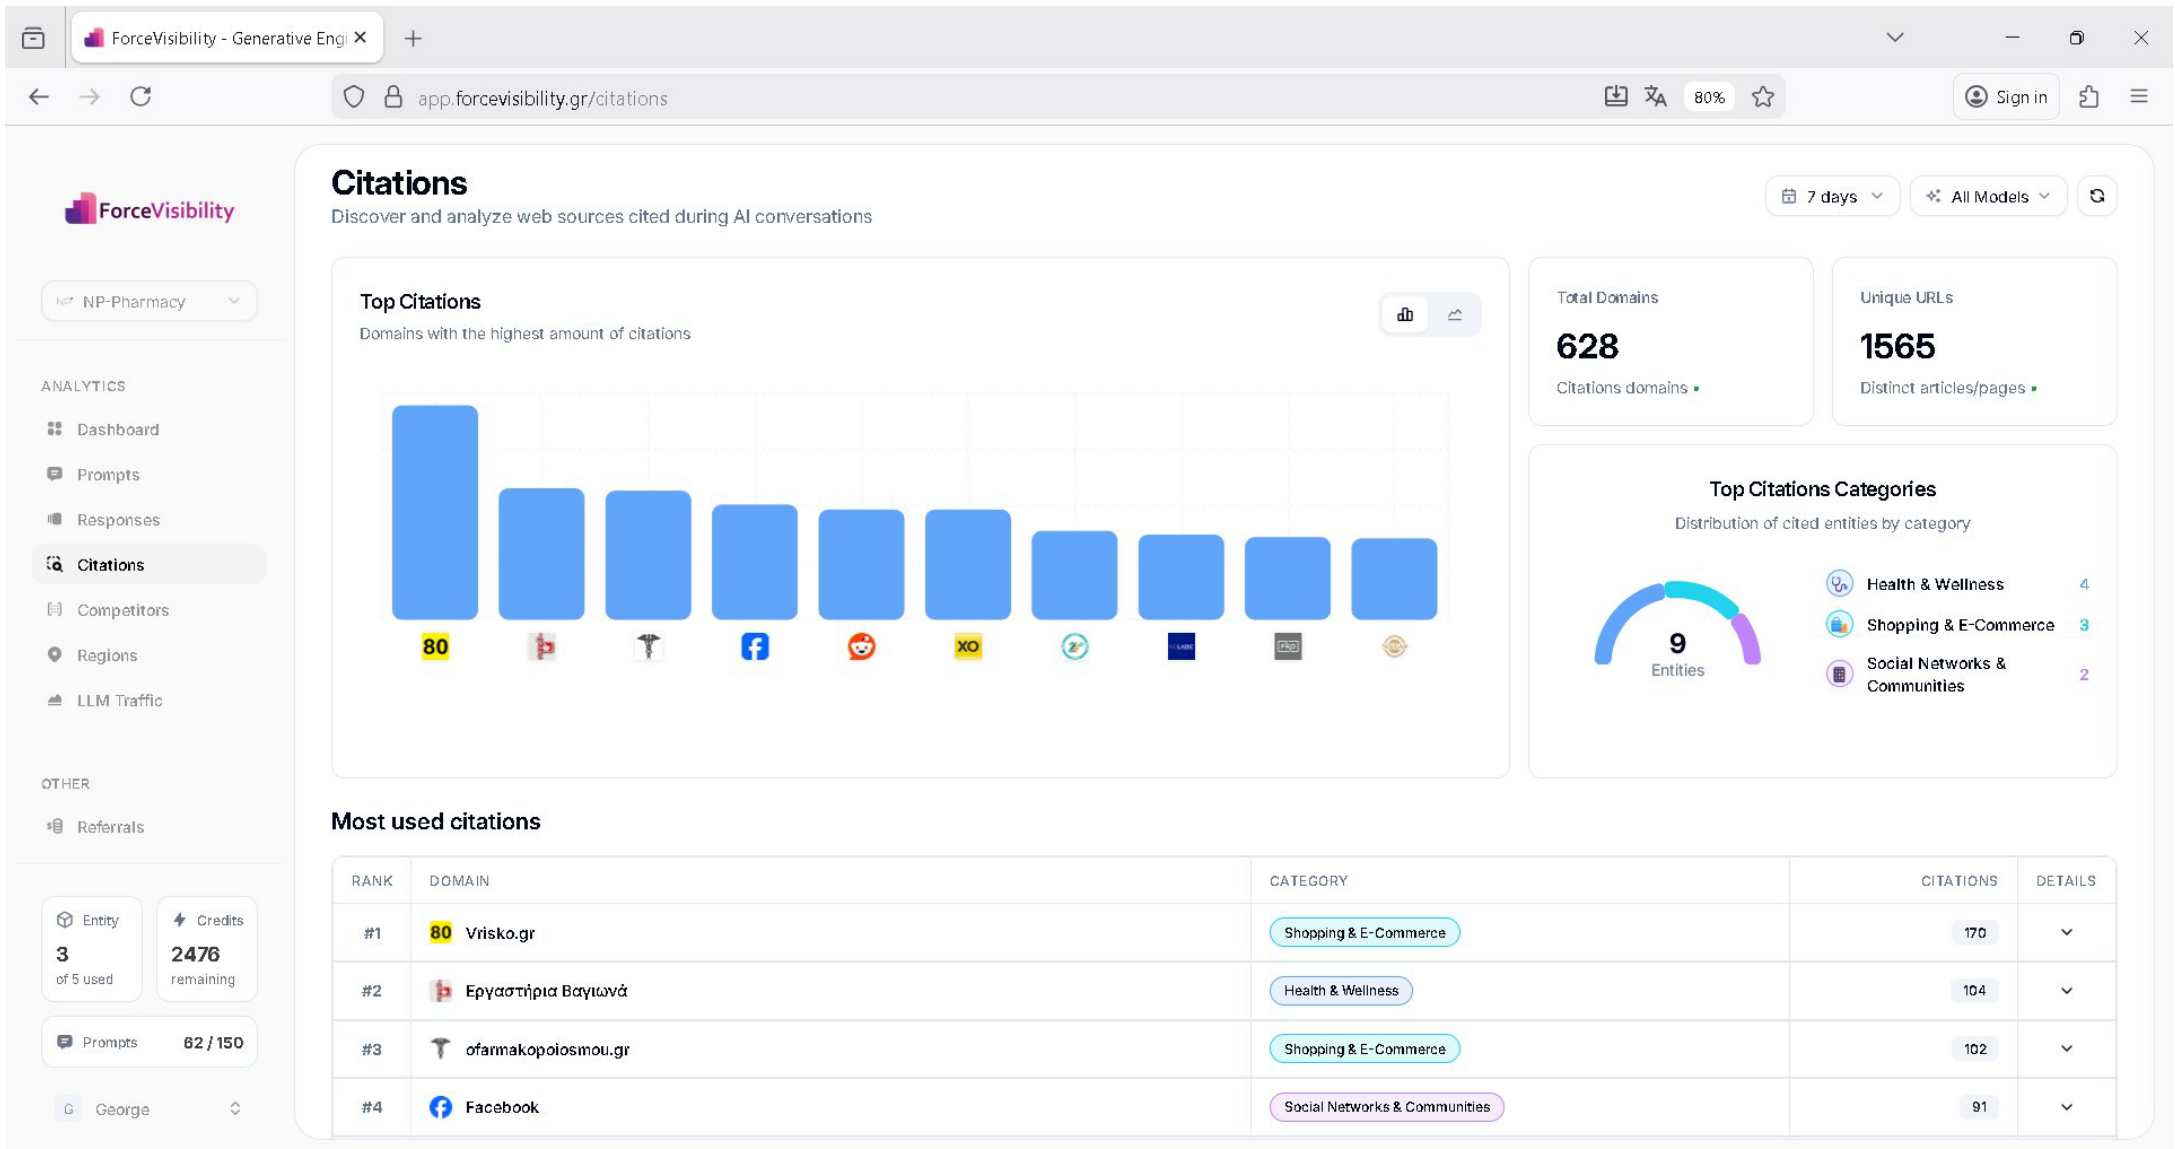 ForceVisibility - Generative Engi
app.forcevisibility.gr/citations
80%
Sign in
ForceVisibility
NP-Pharmacy
ANALYTICS
Dashboard
Prompts
Responses
Citations
Competitors
Regions
LLM Traffic
OTHER
Referrals
Entity
3
of 5 used
Credits
2476
remaining
Prompts 62 / 150
G George
Citations
Discover and analyze web sources cited during AI conversations
7 days
All Models
Top Citations
Domains with the highest amount of citations
80
XO
Total Domains
628
Citations domains
Unique URLs
1565
Distinct articles/pages
Top Citations Categories
Distribution of cited entities by category
9
Entities
Health & Wellness 4
Shopping & E-Commerce 3
Social Networks &
Communities 2
Most used citations
RANK DOMAIN CATEGORY CITATIONS DETAILS
#1 80 Vrisko.gr Shopping & E-Commerce 170
#2 Εργαστήρια Βαγιωνά Health & Wellness 104
#3 ofarmakopoiosmou.gr Shopping & E-Commerce 102
#4 Facebook Social Networks & Communities 91